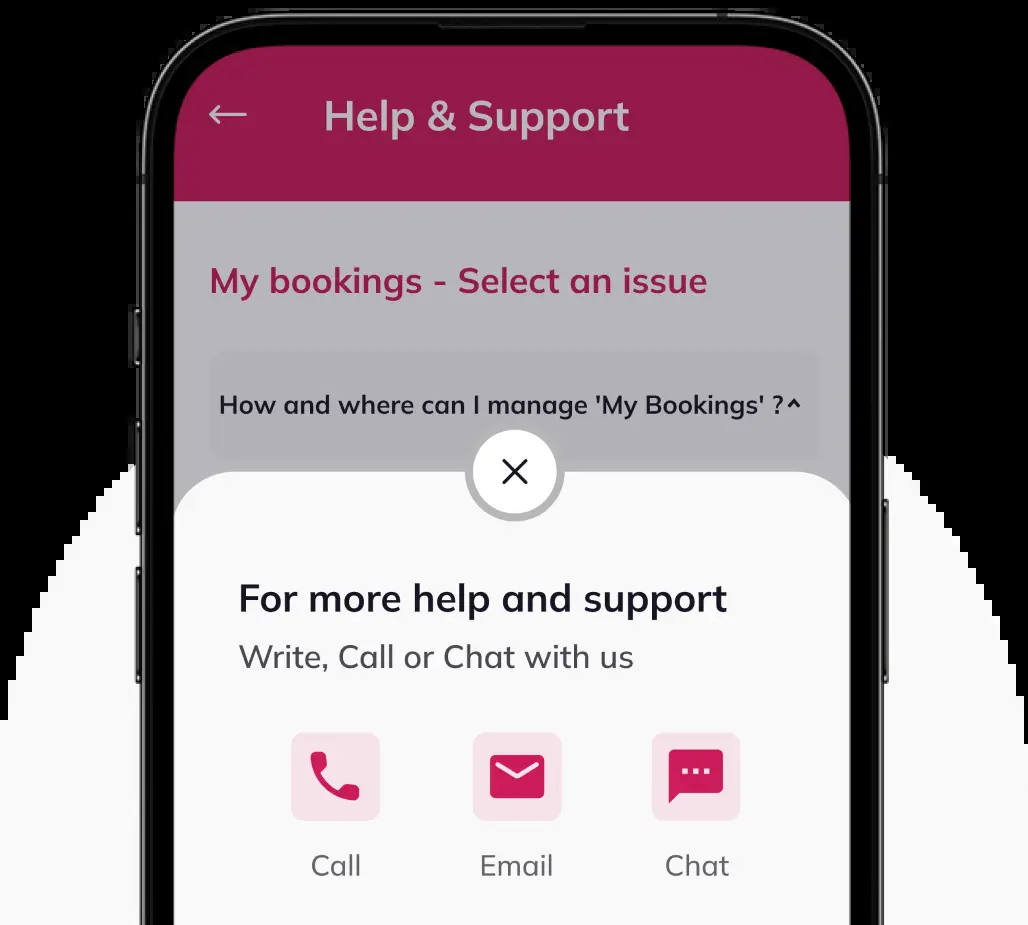 Help & Support
My bookings - Select an issue
How and where can I manage 'My Bookings' ?
For more help and support
Write, Call or Chat with us
Call
Email
Chat